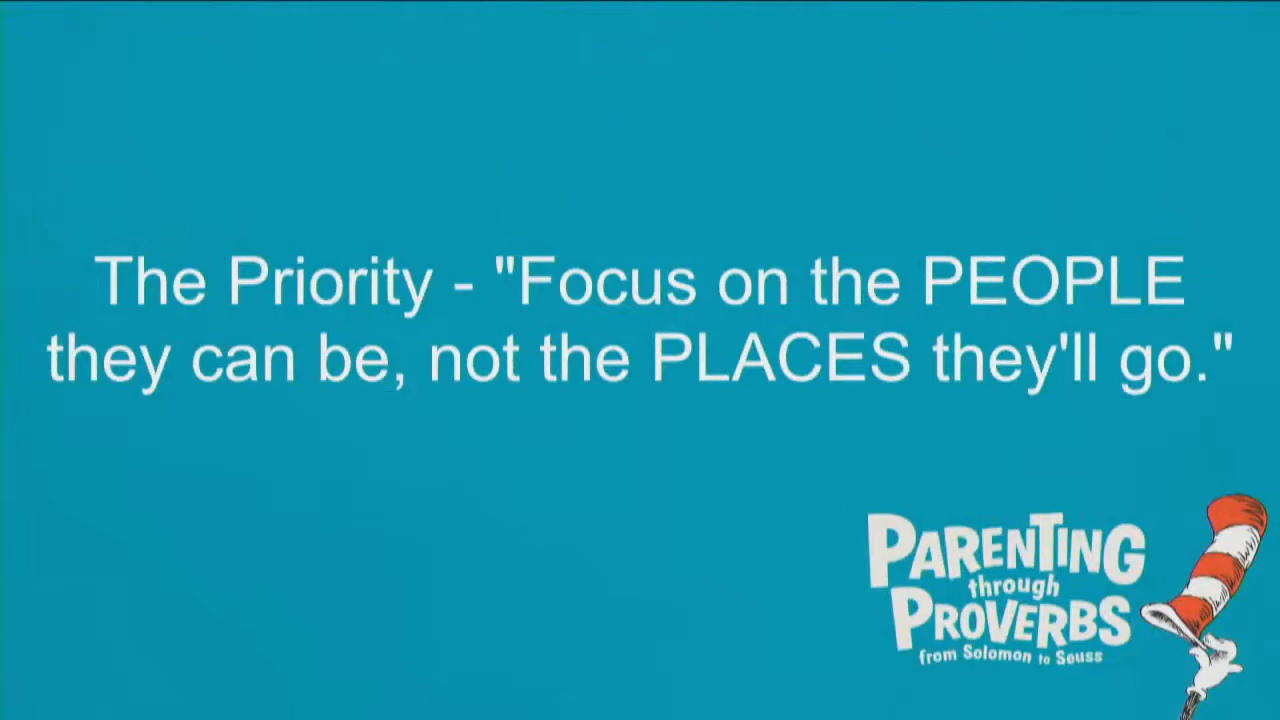 The Priority - "Focus on the PEOPLE
they can be, not the PLACES they'll go."
PARENTING
through
PROVERBS
from Solomon to Seuss